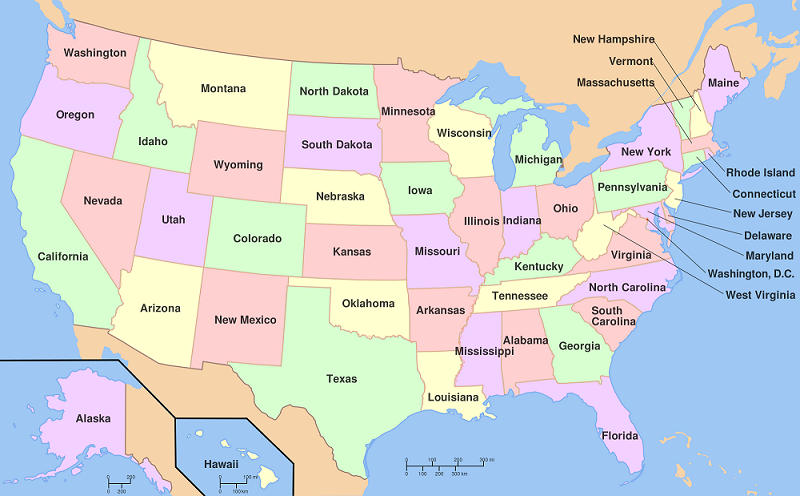 New Hampshire
Vermont
Massachusetts
Washington
Montana
North Dakota
Minnesota
Maine
Oregon
Idaho
Wisconsin
South Dakota
New York
Michigan
Wyoming
Rhode Island
Pennsylvania
Iowa
Nebraska
Connecticut
Nevada
Utah
Ohio
New Jersey
Illinois
Indiana
Colorado
Delaware
Kansas
Missouri
Virginia
Maryland
California
Kentucky
Washington, D.C.
North Carolina
West Virginia
Tennessee
Arizona
Oklahoma
New Mexico
Arkansas
South
Carolina
Alabama
Georgia
Mississippi
Texas
Louisiana
Alaska
Florida
Hawaii
0 100 200 300 mi
0 100 200 300 km
0 200
0 200
0 100 mi
0 100 km